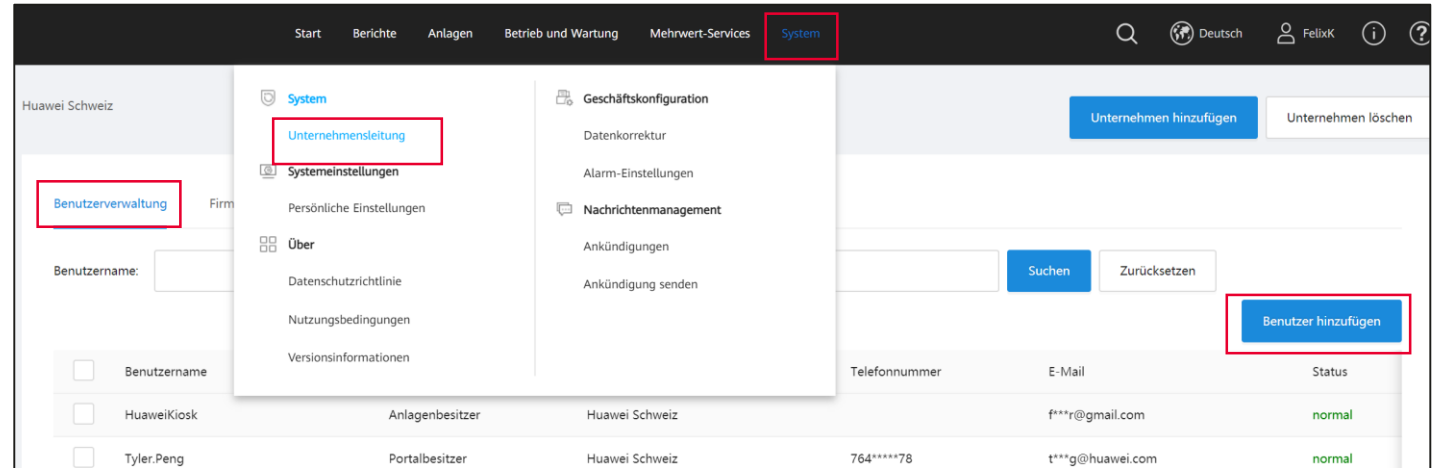 Start Berichte Anlagen Betrieb und Wartung Mehrwert-Services System Deutsch FelixK
Huawei Schweiz
Unternehmen hinzufügen Unternehmen löschen
System
Unternehmensleitung
Systemeinstellungen
Persönliche Einstellungen
Über
Datenschutzrichtlinie
Nutzungsbedingungen
Versionsinformationen
Geschäftskonfiguration
Datenkorrektur
Alarm-Einstellungen
Nachrichtenmanagement
Ankündigungen
Ankündigung senden
Benutzerverwaltung Firm
Benutzername: Suchen Zurücksetzen
Benutzer hinzufügen
Benutzername Telefonnummer E-Mail Status
HuaweiKiosk Anlagenbesitzer Huawei Schweiz f***r@gmail.com normal
Tyler.Peng Portalbesitzer Huawei Schweiz 764*****78 t***g@huawei.com normal